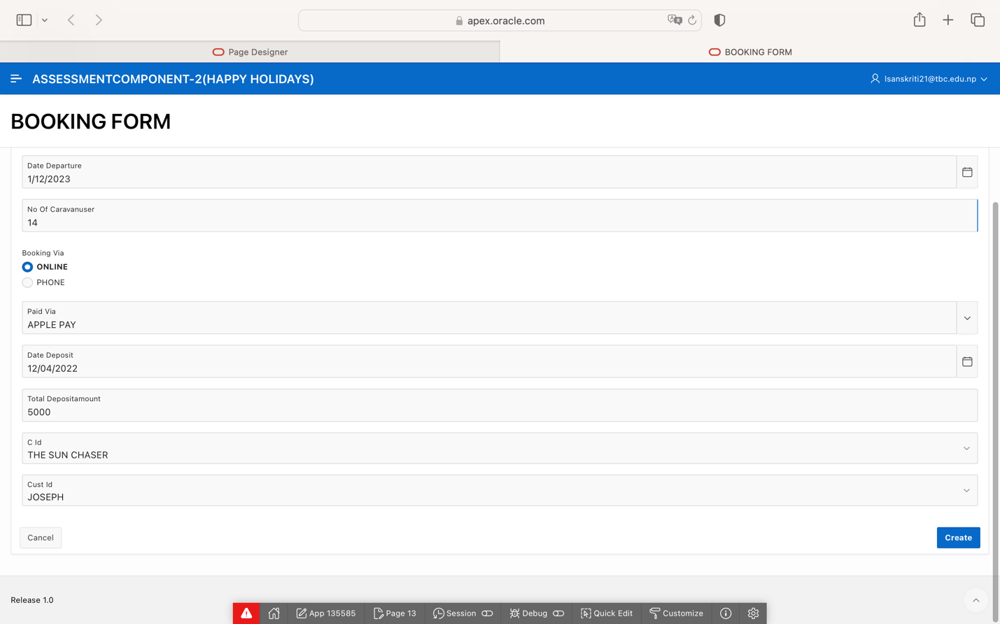 apex.oracle.com
Page Designer
BOOKING FORM
ASSESSMENTCOMPONENT-2(HAPPY HOLIDAYS)
lsanskriti21@tbc.edu.np
BOOKING FORM
Date Departure
1/12/2023
No Of Caravanuser
14
Booking Via
ONLINE
PHONE
Paid Via
APPLE PAY
Date Deposit
12/04/2022
Total Depositamount
5000
C Id
THE SUN CHASER
Cust Id
JOSEPH
Cancel
Create
Release 1.0
App 135585
Page 13
Session
Debug
Quick Edit
Customize